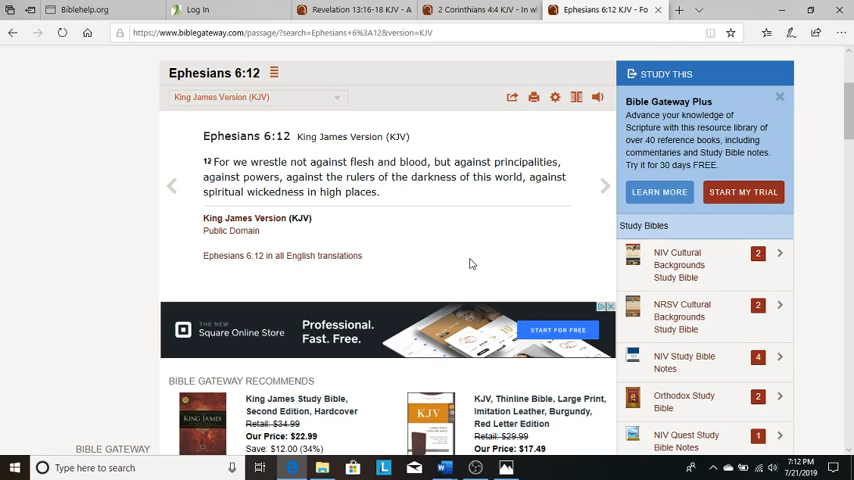 Biblehelp.org
Log In
Revelation 13:16-18 KJV - A
2 Corinthians 4:4 KJV - In w
Ephesians 6:12 KJV - Fo
https://www.biblegateway.com/passage/?search=Ephesians+6%3A12&version=KJV
Ephesians 6:12
King James Version (KJV)
Ephesians 6:12 King James Version (KJV)
12 For we wrestle not against flesh and blood, but against principalities,
against powers, against the rulers of the darkness of this world, against
spiritual wickedness in high places.
King James Version (KJV)
Public Domain
Ephesians 6:12 in all English translations
THE NEW
Square Online Store
Professional.
Fast. Free.
START FOR FREE
BIBLE GATEWAY RECOMMENDS
King James Study Bible,
Second Edition, Hardcover
Retail: $34.99
Our Price: $22.99
Save: $12.00 (34%)
KING JAMES
KJV, Thinline Bible, Large Print,
Imitation Leather, Burgundy,
Red Letter Edition
Retail: $29.99
Our Price: $17.49
KJV
BIBLE GATEWAY
STUDY THIS
Bible Gateway Plus
Advance your knowledge of
Scripture with this resource library of
over 40 reference books, including
commentaries and Study Bible notes.
Try it for 30 days FREE.
LEARN MORE
START MY TRIAL
Study Bibles
NIV Cultural
Backgrounds
Study Bible
2
NRSV Cultural
Backgrounds
Study Bible
2
NIV Study Bible
Notes
4
Orthodox Study
Bible
2
NIV Quest Study
Bible Notes
1
Type here to search
7:12 PM
7/21/2019